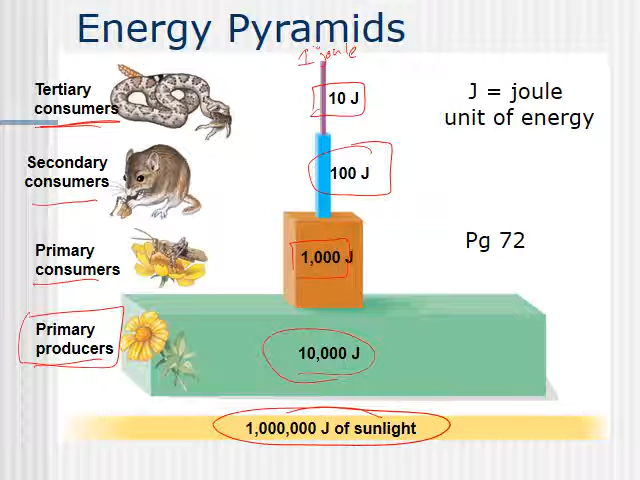 Energy Pyramids
1 joule
Tertiary
consumers
10 J
J = joule
unit of energy
Secondary
consumers
100 J
Primary
consumers
1,000 J
Pg 72
Primary
producers
10,000 J
1,000,000 J of sunlight